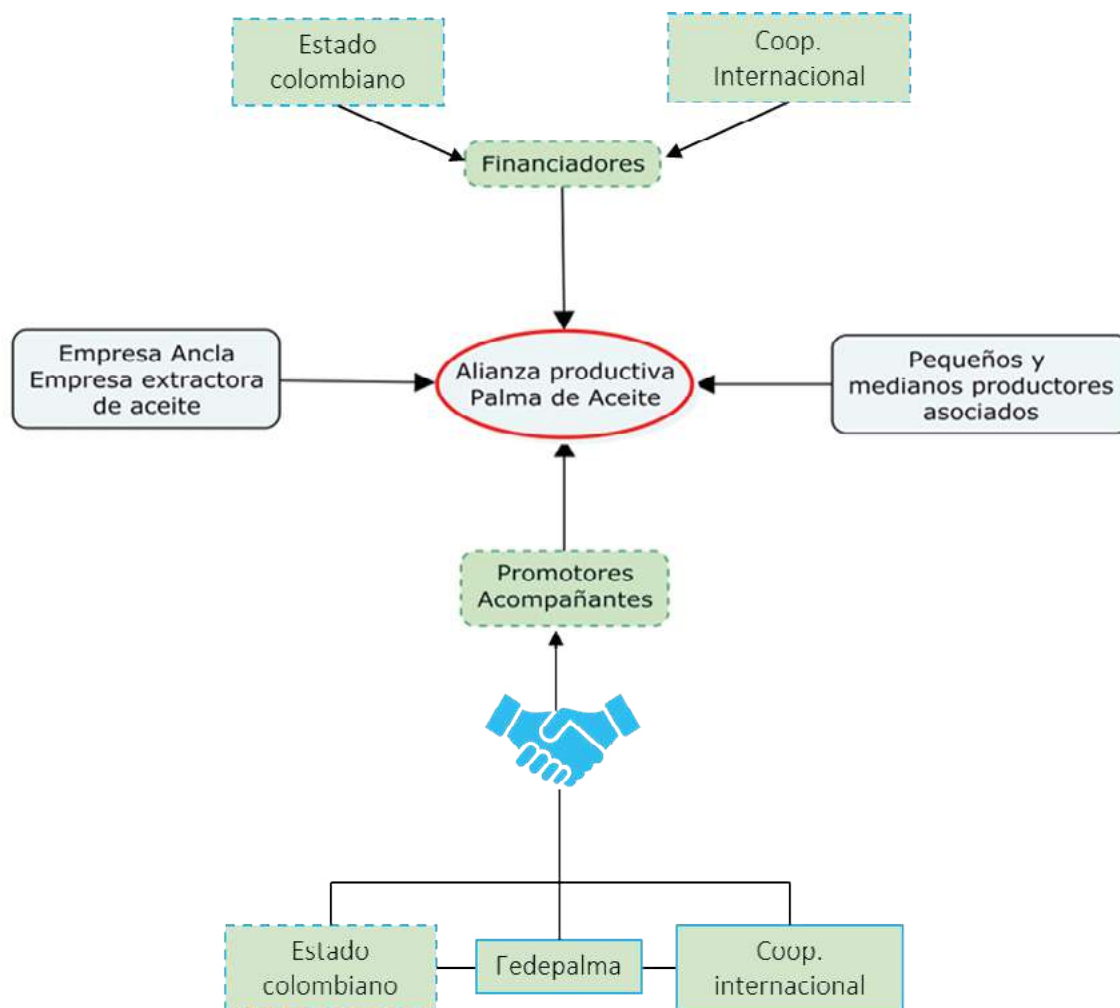 Estado
colombiano
Coop.
Internacional
Financiadores
Empresa Ancla
Empresa extractora
de aceite
Alianza productiva
Palma de Aceite
Pequeños y
medianos productores
asociados
Promotores
Acompañantes
Estado
colombiano
Fedepalma
Coop.
internacional